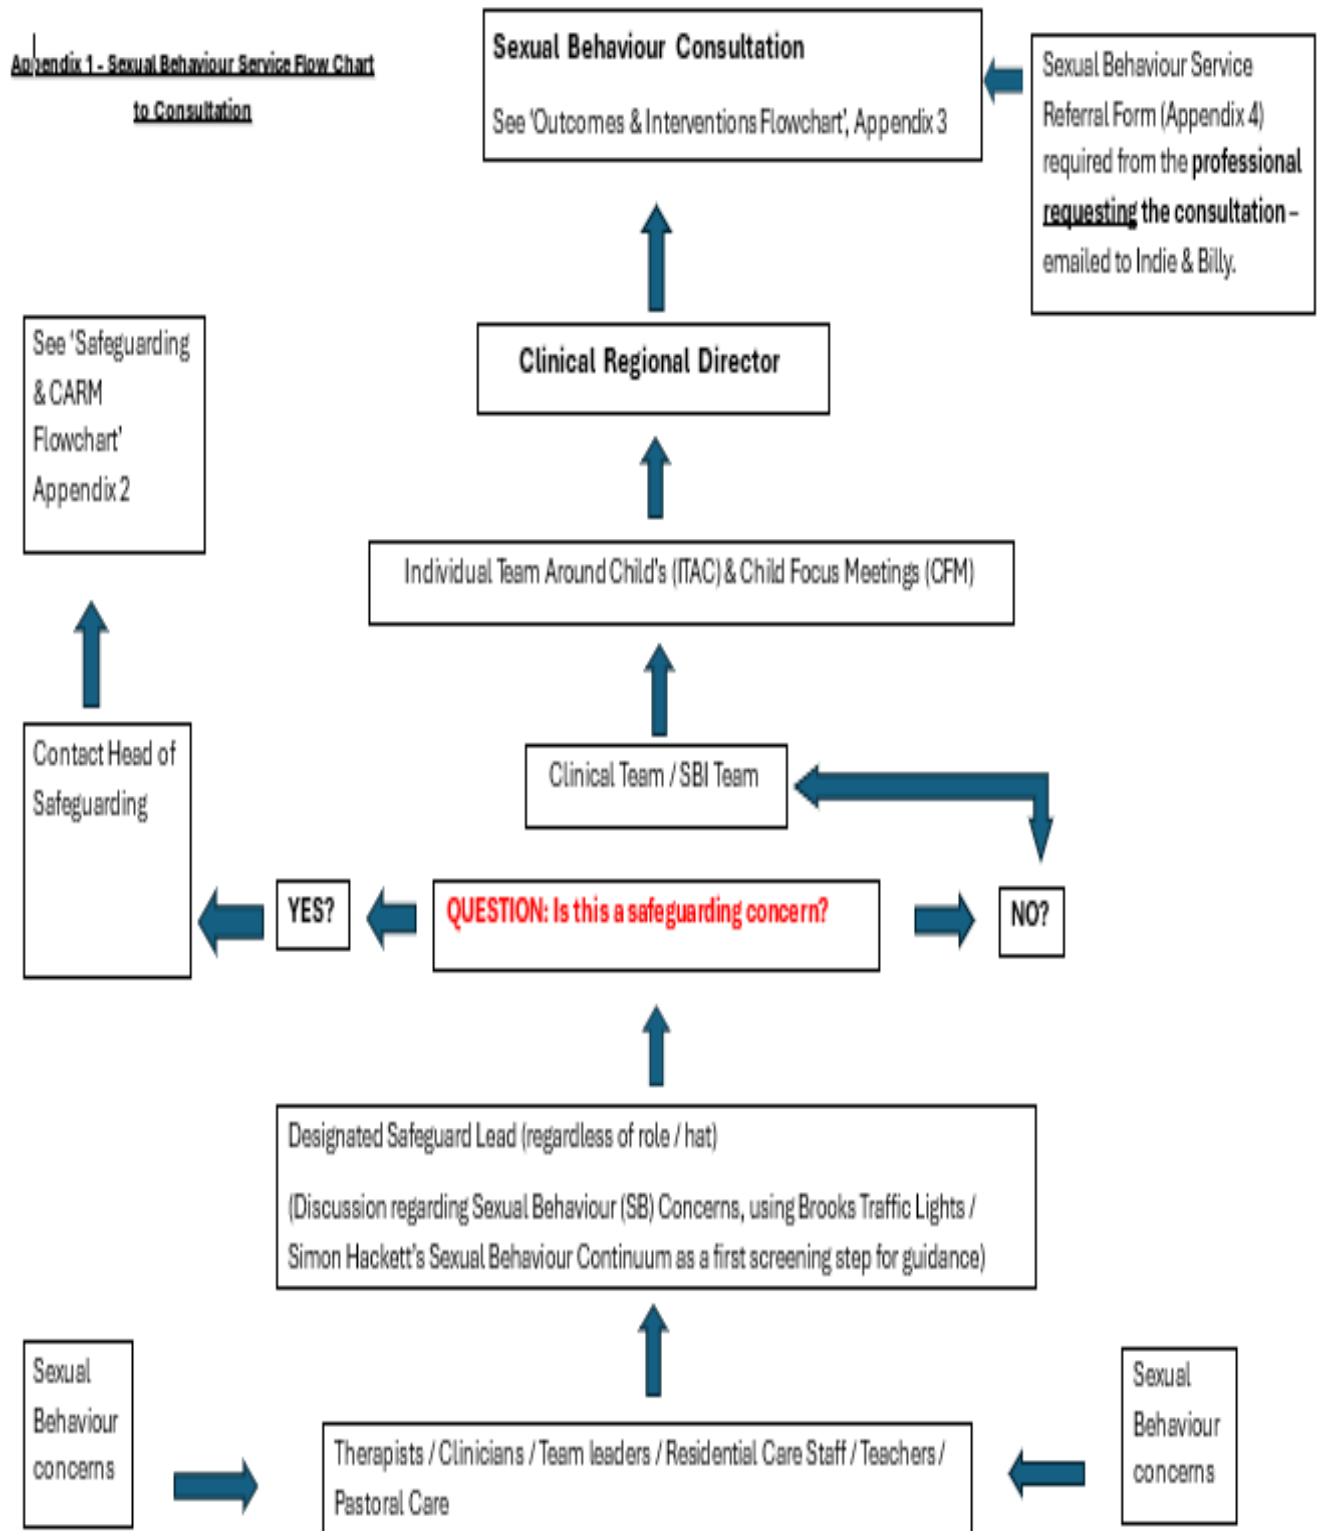 Appendix 1 - Sexual Behaviour Service Flow Chart
to Consultation
Sexual Behaviour Consultation
See 'Outcomes & Interventions Flowchart', Appendix 3
Sexual Behaviour Service
Referral Form (Appendix 4)
required from the professional
requesting the consultation –
emailed to Indie & Billy.
See 'Safeguarding
& CARM
Flowchart'
Appendix 2
Clinical Regional Director
Individual Team Around Child's (ITAC) & Child Focus Meetings (CFM)
Contact Head of
Safeguarding
Clinical Team / SBI Team
YES?
QUESTION: Is this a safeguarding concern?
NO?
Designated Safeguard Lead (regardless of role / hat)
(Discussion regarding Sexual Behaviour (SB) Concerns, using Brooks Traffic Lights /
Simon Hackett's Sexual Behaviour Continuum as a first screening step for guidance)
Sexual
Behaviour
concerns
Therapists / Clinicians / Team leaders / Residential Care Staff / Teachers /
Pastoral Care
Sexual
Behaviour
concerns